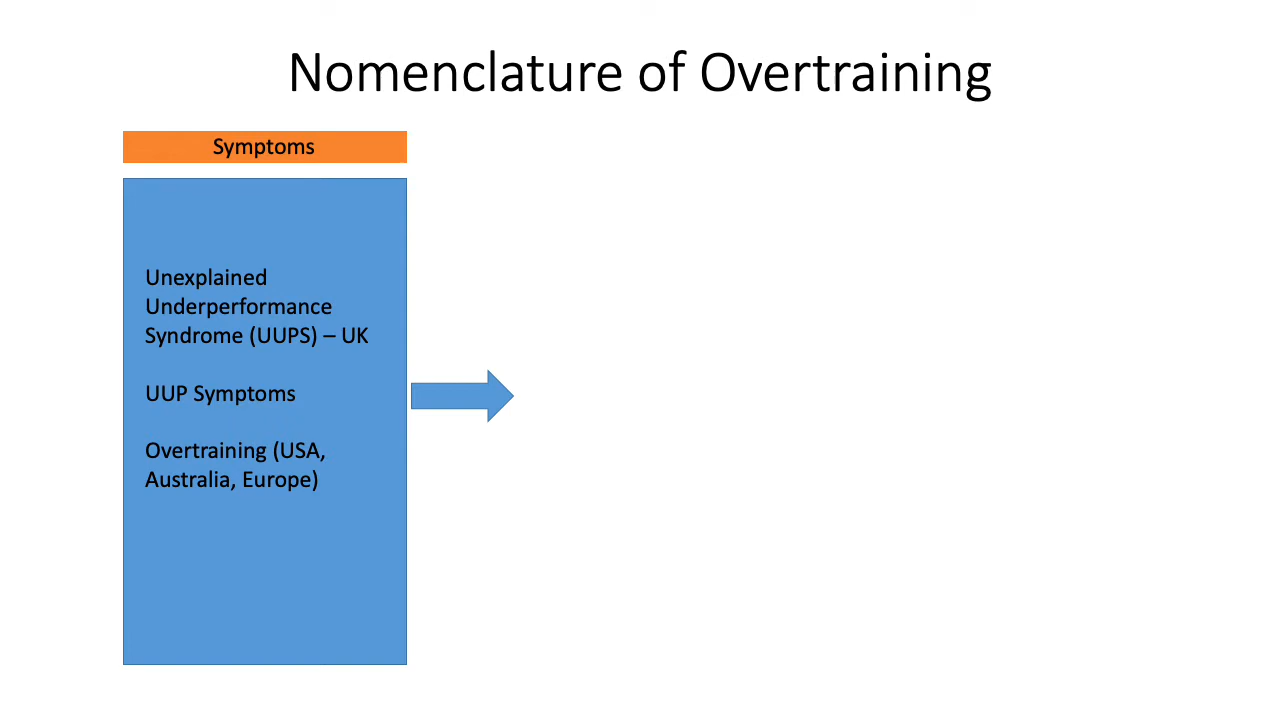 Nomenclature of Overtraining
Symptoms
Unexplained
Underperformance
Syndrome (UUPS) – UK
UUP Symptoms
Overtraining (USA,
Australia, Europe)